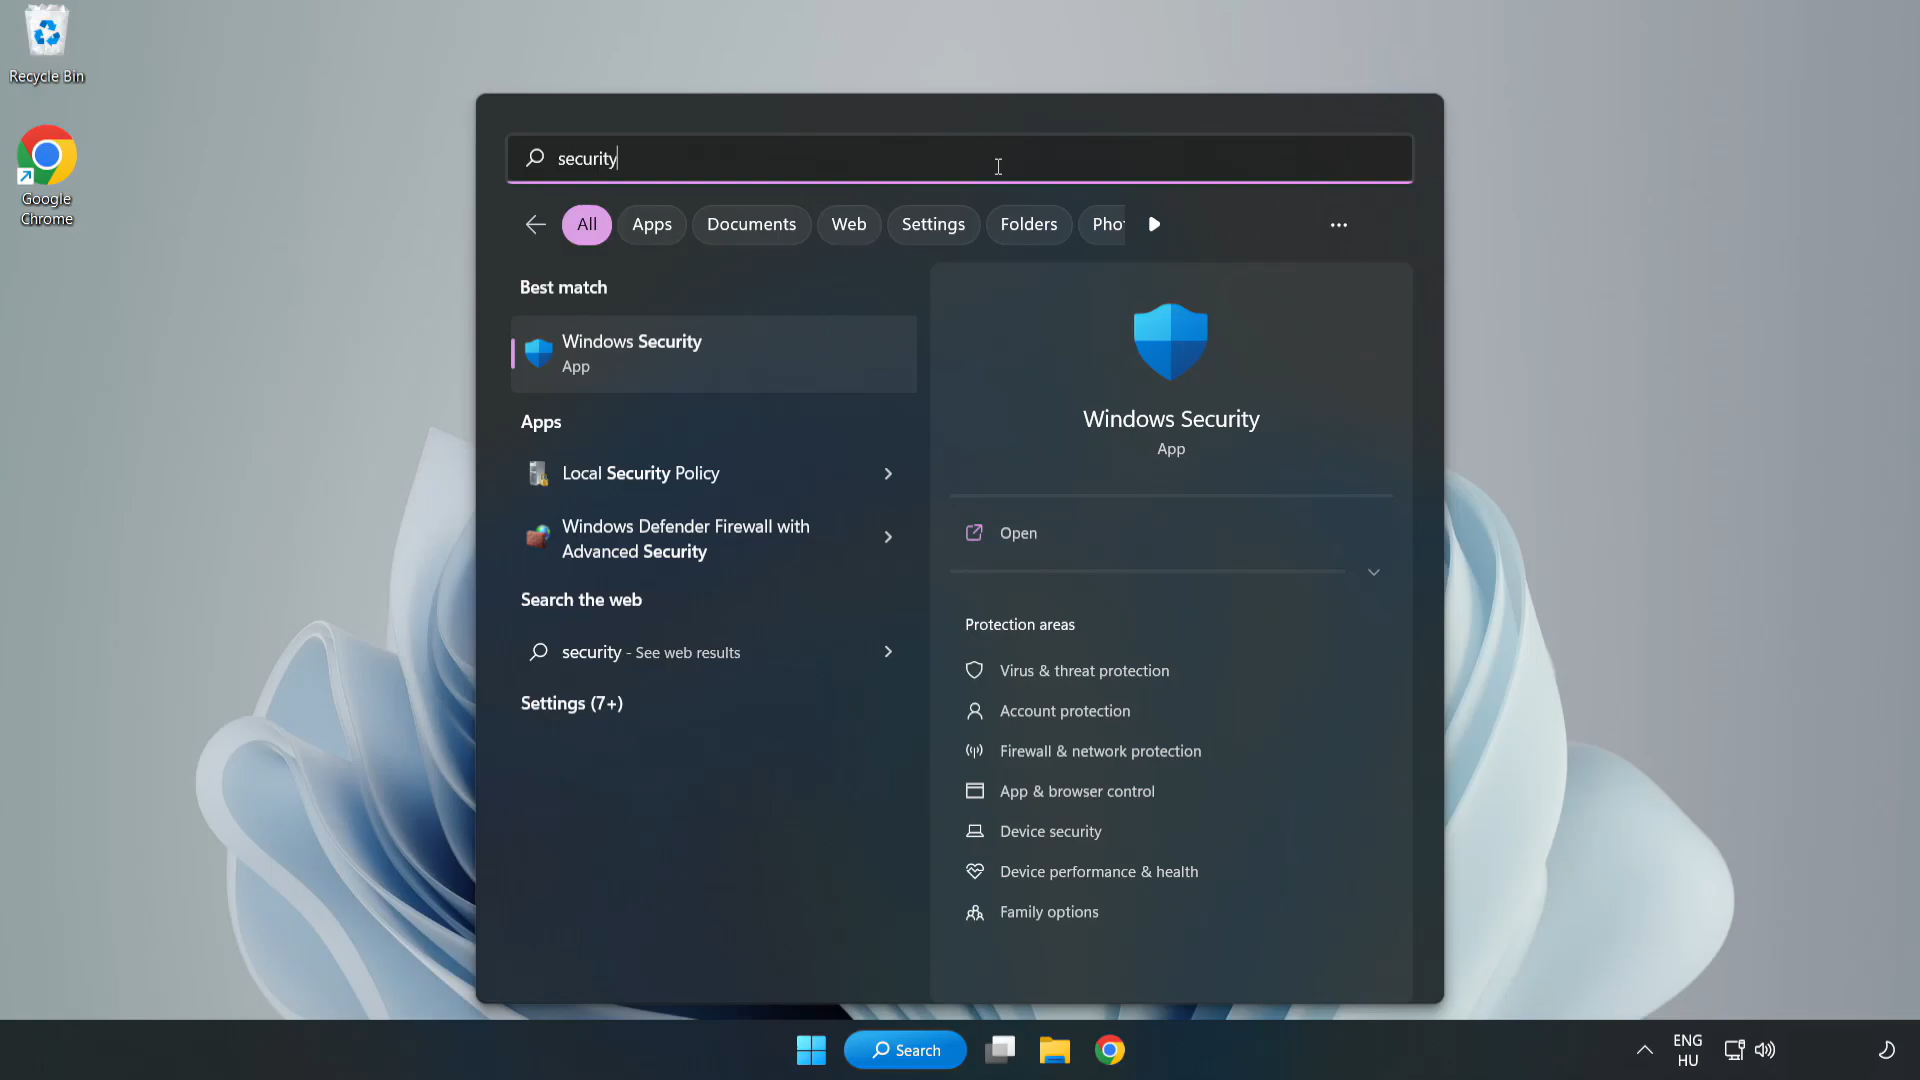 Recycle Bin
Google
Chrome
security
All
Apps
Documents
Web
Settings
Folders
Pho
Best match
Windows Security
App
Apps
Local Security Policy
Windows Defender Firewall with
Advanced Security
Search the web
security - See web results
Settings (7+)
Windows Security
App
Open
Protection areas
Virus & threat protection
Account protection
Firewall & network protection
App & browser control
Device security
Device performance & health
Family options
Search
ENG
HU